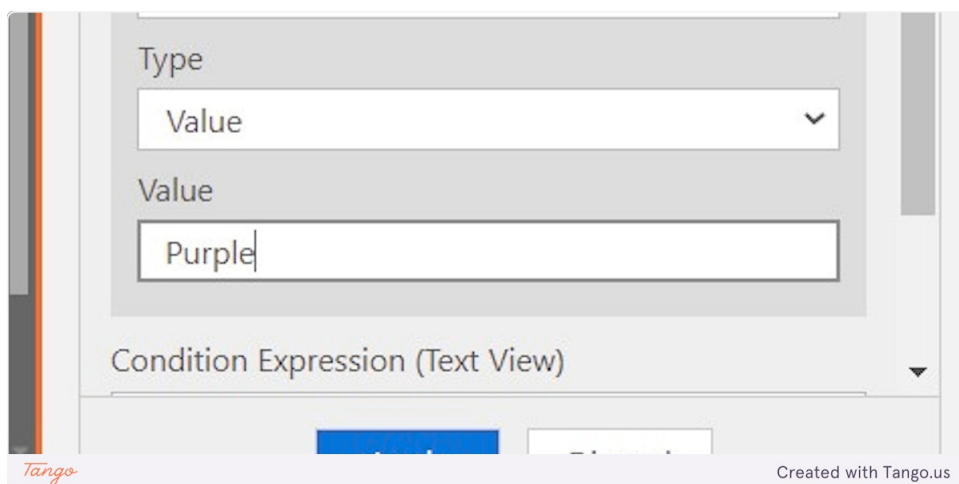 Type
Value
Value
Purple
Condition Expression (Text View)
Tango
Created with Tango.us